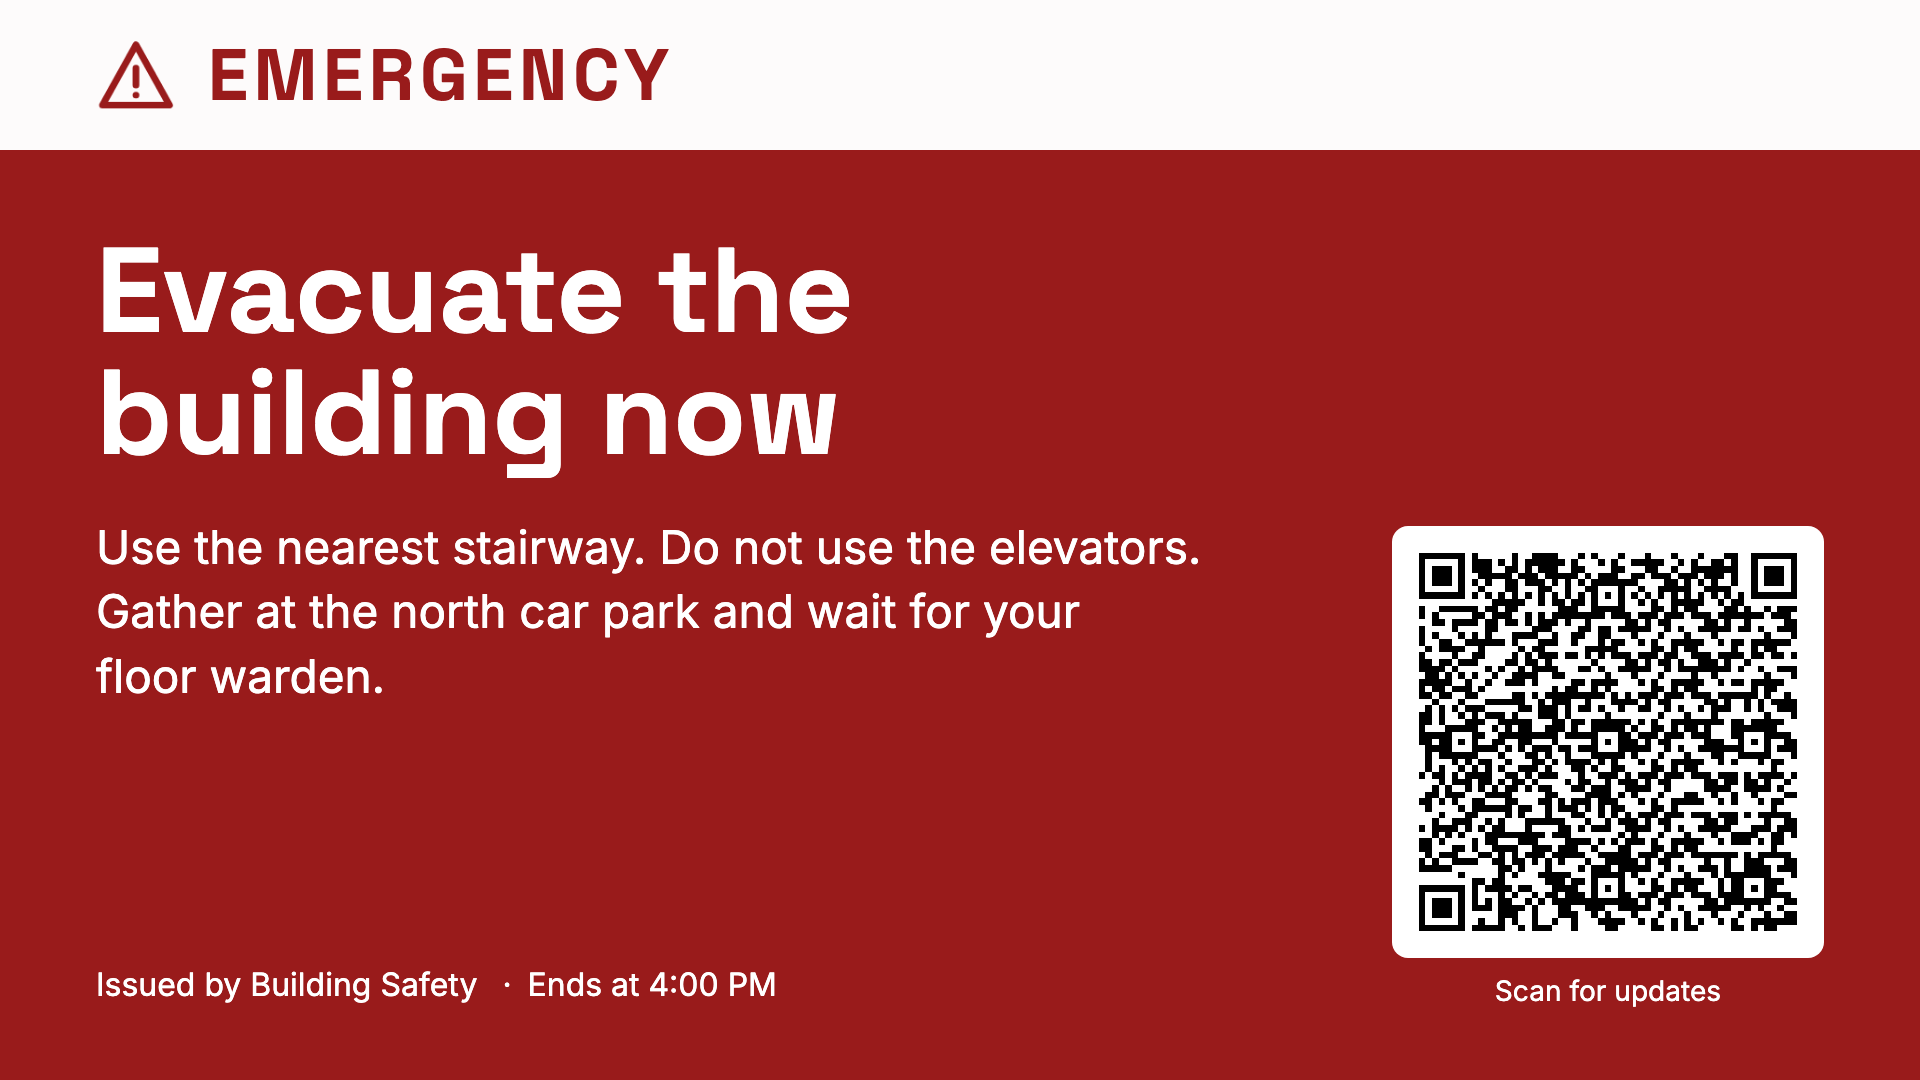 EMERGENCY
Evacuate the
building now
Use the nearest stairway. Do not use the elevators.
Gather at the north car park and wait for your
floor warden.
Issued by Building Safety · Ends at 4:00 PM
Scan for updates